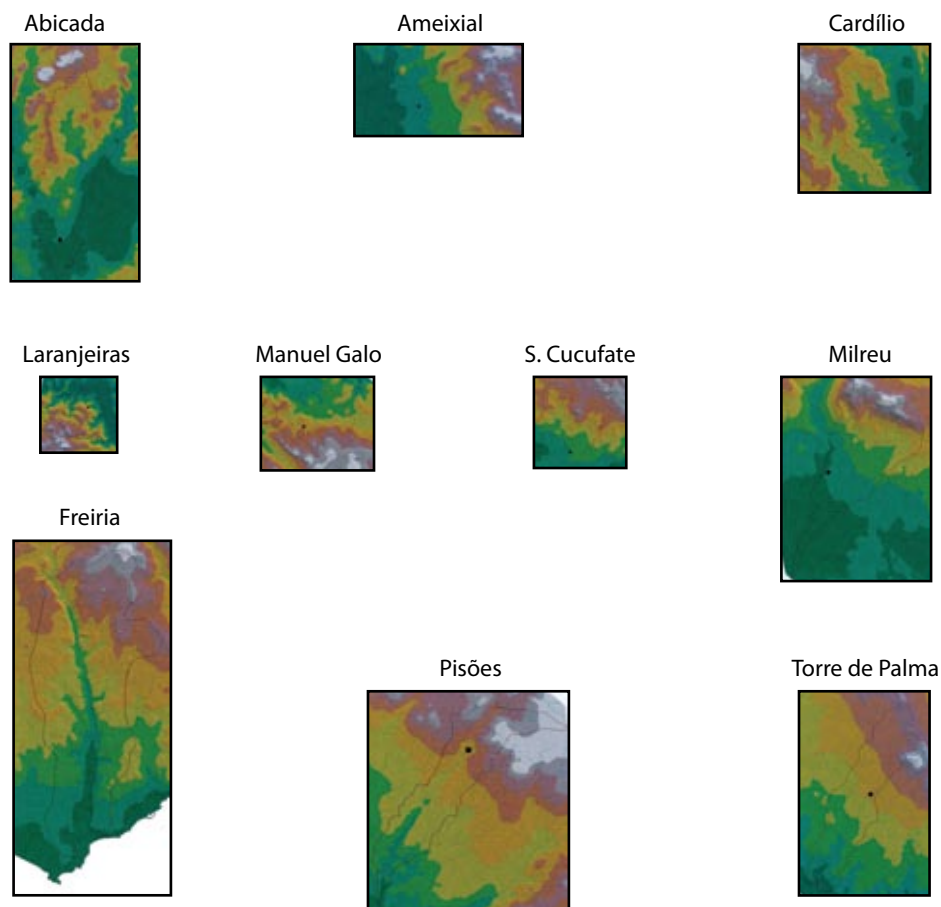 Abicada
Ameixial
Cardílio
Laranjeiras
Manuel Galo
S. Cucufate
Milreu
Freiria
Pisões
Torre de Palma